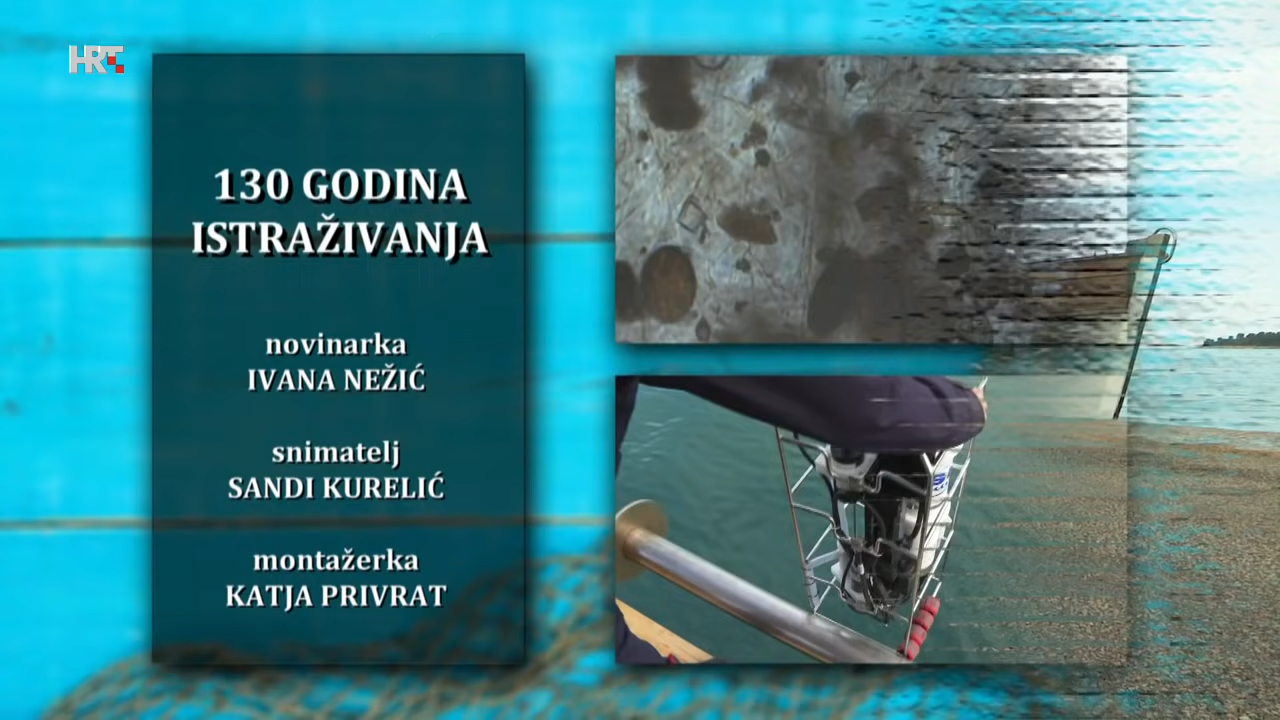 HRT
130 GODINA
ISTRAŽIVANJA
novinarka
IVANA NEŽIĆ
snimatelj
SANDI KURELIĆ
montažerka
KATJA PRIVRAT